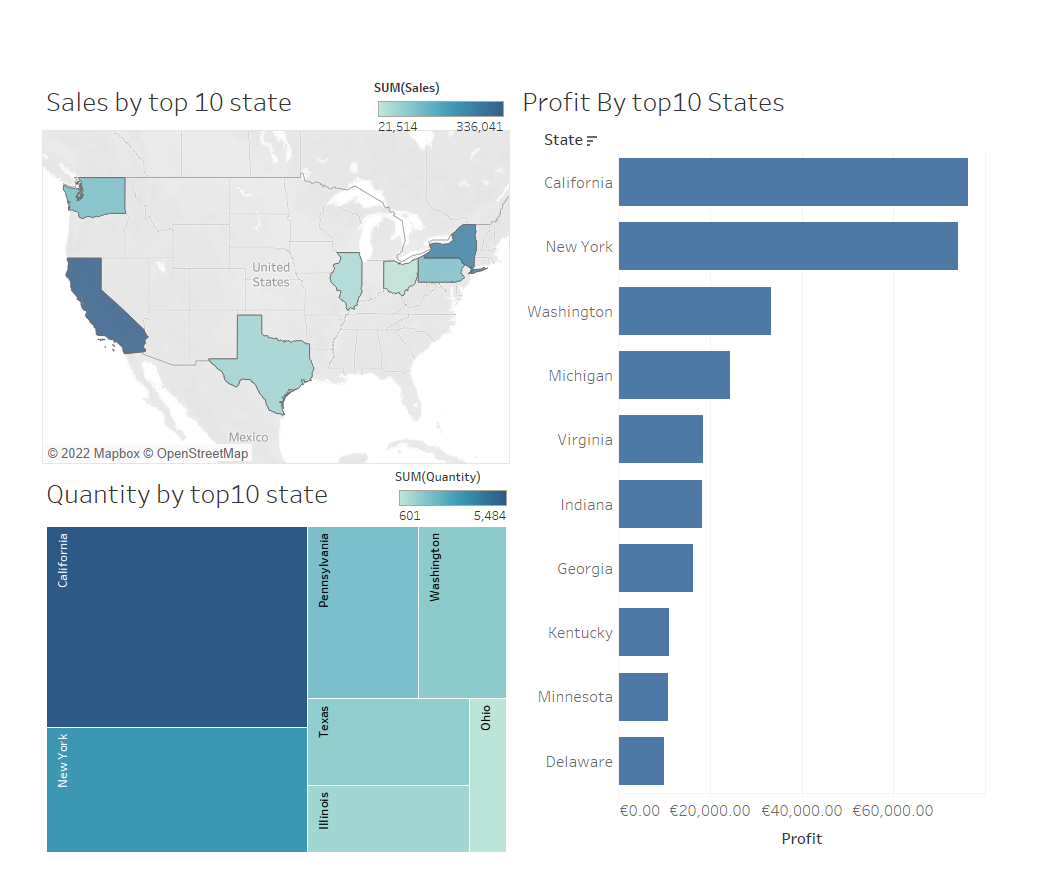 Sales by top 10 state
SUM(Sales)
21,514 336,041
United
States
Mexico
© 2022 Mapbox © OpenStreetMap
Quantity by top10 state
SUM(Quantity)
601 5,484
California
New York
Pennsylvania
Washington
Texas
Illinois
Ohio
Profit By top10 States
State
California
New York
Washington
Michigan
Virginia
Indiana
Georgia
Kentucky
Minnesota
Delaware
€0.00 €20,000.00 €40,000.00 €60,000.00
Profit